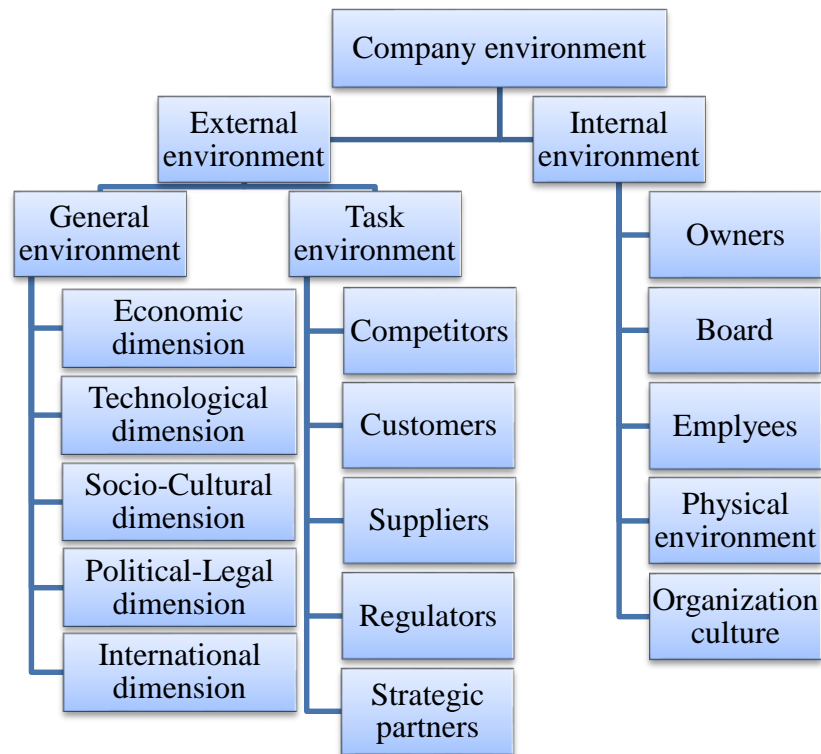 Company environment
External
environment
Internal
environment
General
environment
Task
environment
Economic
dimension
Technological
dimension
Socio-Cultural
dimension
Political-Legal
dimension
International
dimension
Competitors
Customers
Suppliers
Regulators
Strategic
partners
Owners
Board
Emplyees
Physical
environment
Organization
culture